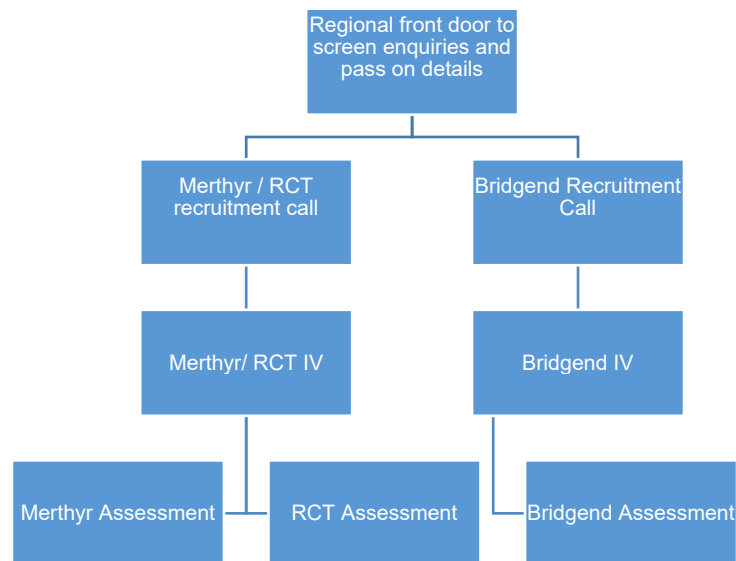 Regional front door to
screen enquiries and
pass on details
Merthyr / RCT
recruitment call
Bridgend Recruitment
Call
Merthyr/ RCT IV
Bridgend IV
Merthyr Assessment
RCT Assessment
Bridgend Assessment